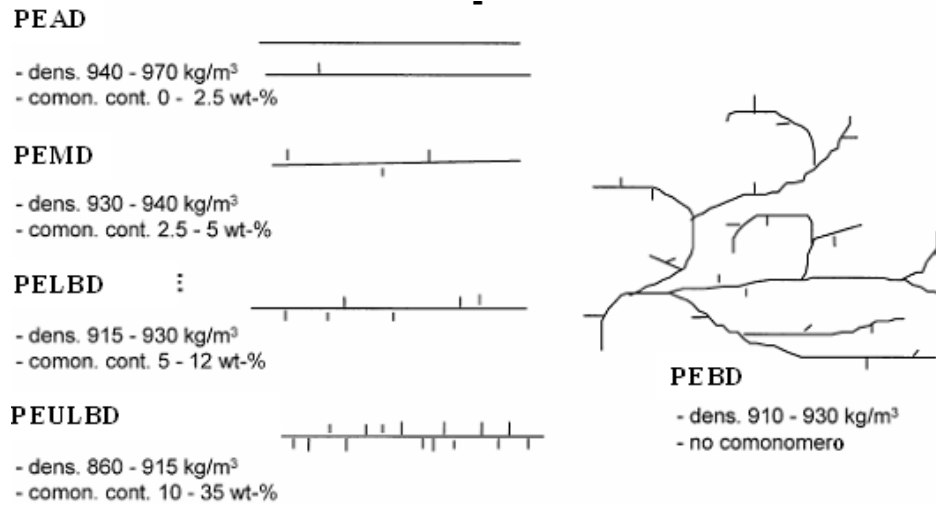 PEAD
- dens. 940 - 970 kg/m³
- comon. cont. 0 - 2.5 wt-%
PEMD
- dens. 930 - 940 kg/m³
- comon. cont. 2.5 - 5 wt-%
PELBD
- dens. 915 - 930 kg/m³
- comon. cont. 5 - 12 wt-%
PEULBD
- dens. 860 - 915 kg/m³
- comon. cont. 10 - 35 wt-%
PEBD
- dens. 910 - 930 kg/m³
- no comonomero